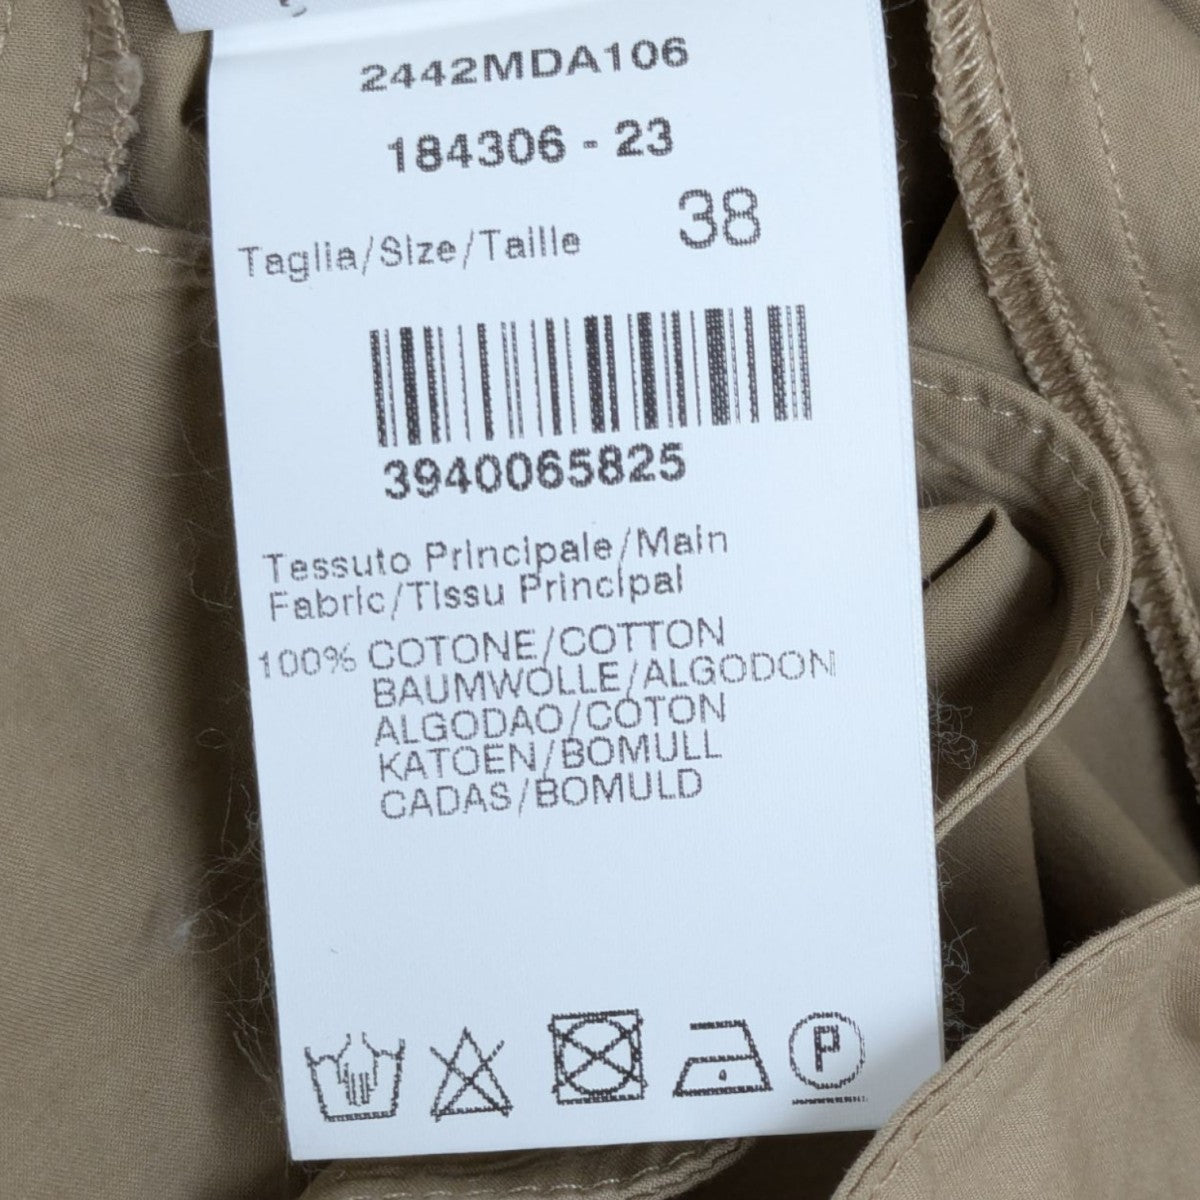 2442MDA106
184306 - 23
Taglia/Size/Taille 38
3940065825
Tessuto Principale/Main
Fabric/Tissu Principal
100% COTONE/COTTON
BAUMWOLLE/ALGODON
ALGODAO/COTON
KATOEN/BOMULL
CADAS/BOMULD
P